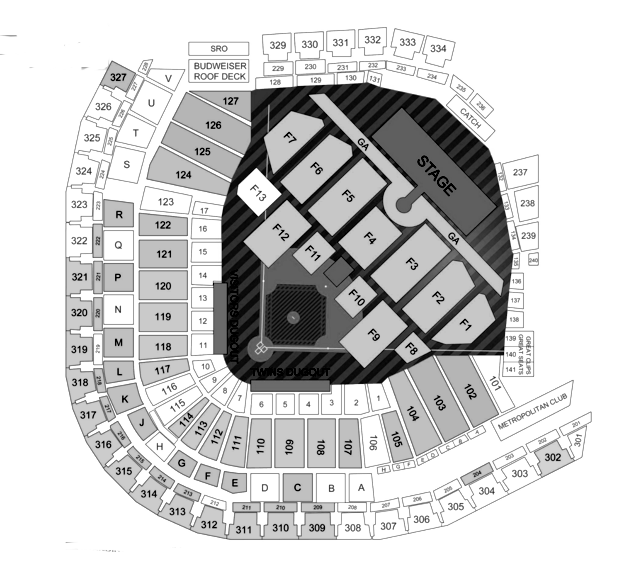 329 330 331 332 333 334
SRO
BUDWEISER
ROOF DECK
229 230 231 232 233 234
128 129 130 131
235
236
CATCH
327 228 V
227
326 U 127
226
126
325 T
225
125
324 S
224
124
F7
GA
F6
F5
STAGE
F13
132 237
133 238
134 239
135 240
136
137
138
139 GREAT CLIPS
140 GREAT SEATS
141
323 223 R 123 17
322 222 Q 122 16
321 221 P 121 15
320 220 N 120 14
319 219 M 119 13
318 218 L 118 12
117 11
F12
F11
F4
GA
F3
F10
F2
F9
F1
F8
TWINS DUGOUT
10
9
8
7
6 5 4 3 2 1
317 217 K 116
115
316 216 J 114
113
112
111
110 109 108 107 106
105
104
103
102
101
315 215 H
G
F
E
D C B A
H G F E D C B A
METROPOLITAN CLUB
314 214
313 213
312 212
211 210 209 208 207 206 205 204 203 202 201
311 310 309 308 307 306 305 304 303 302 301